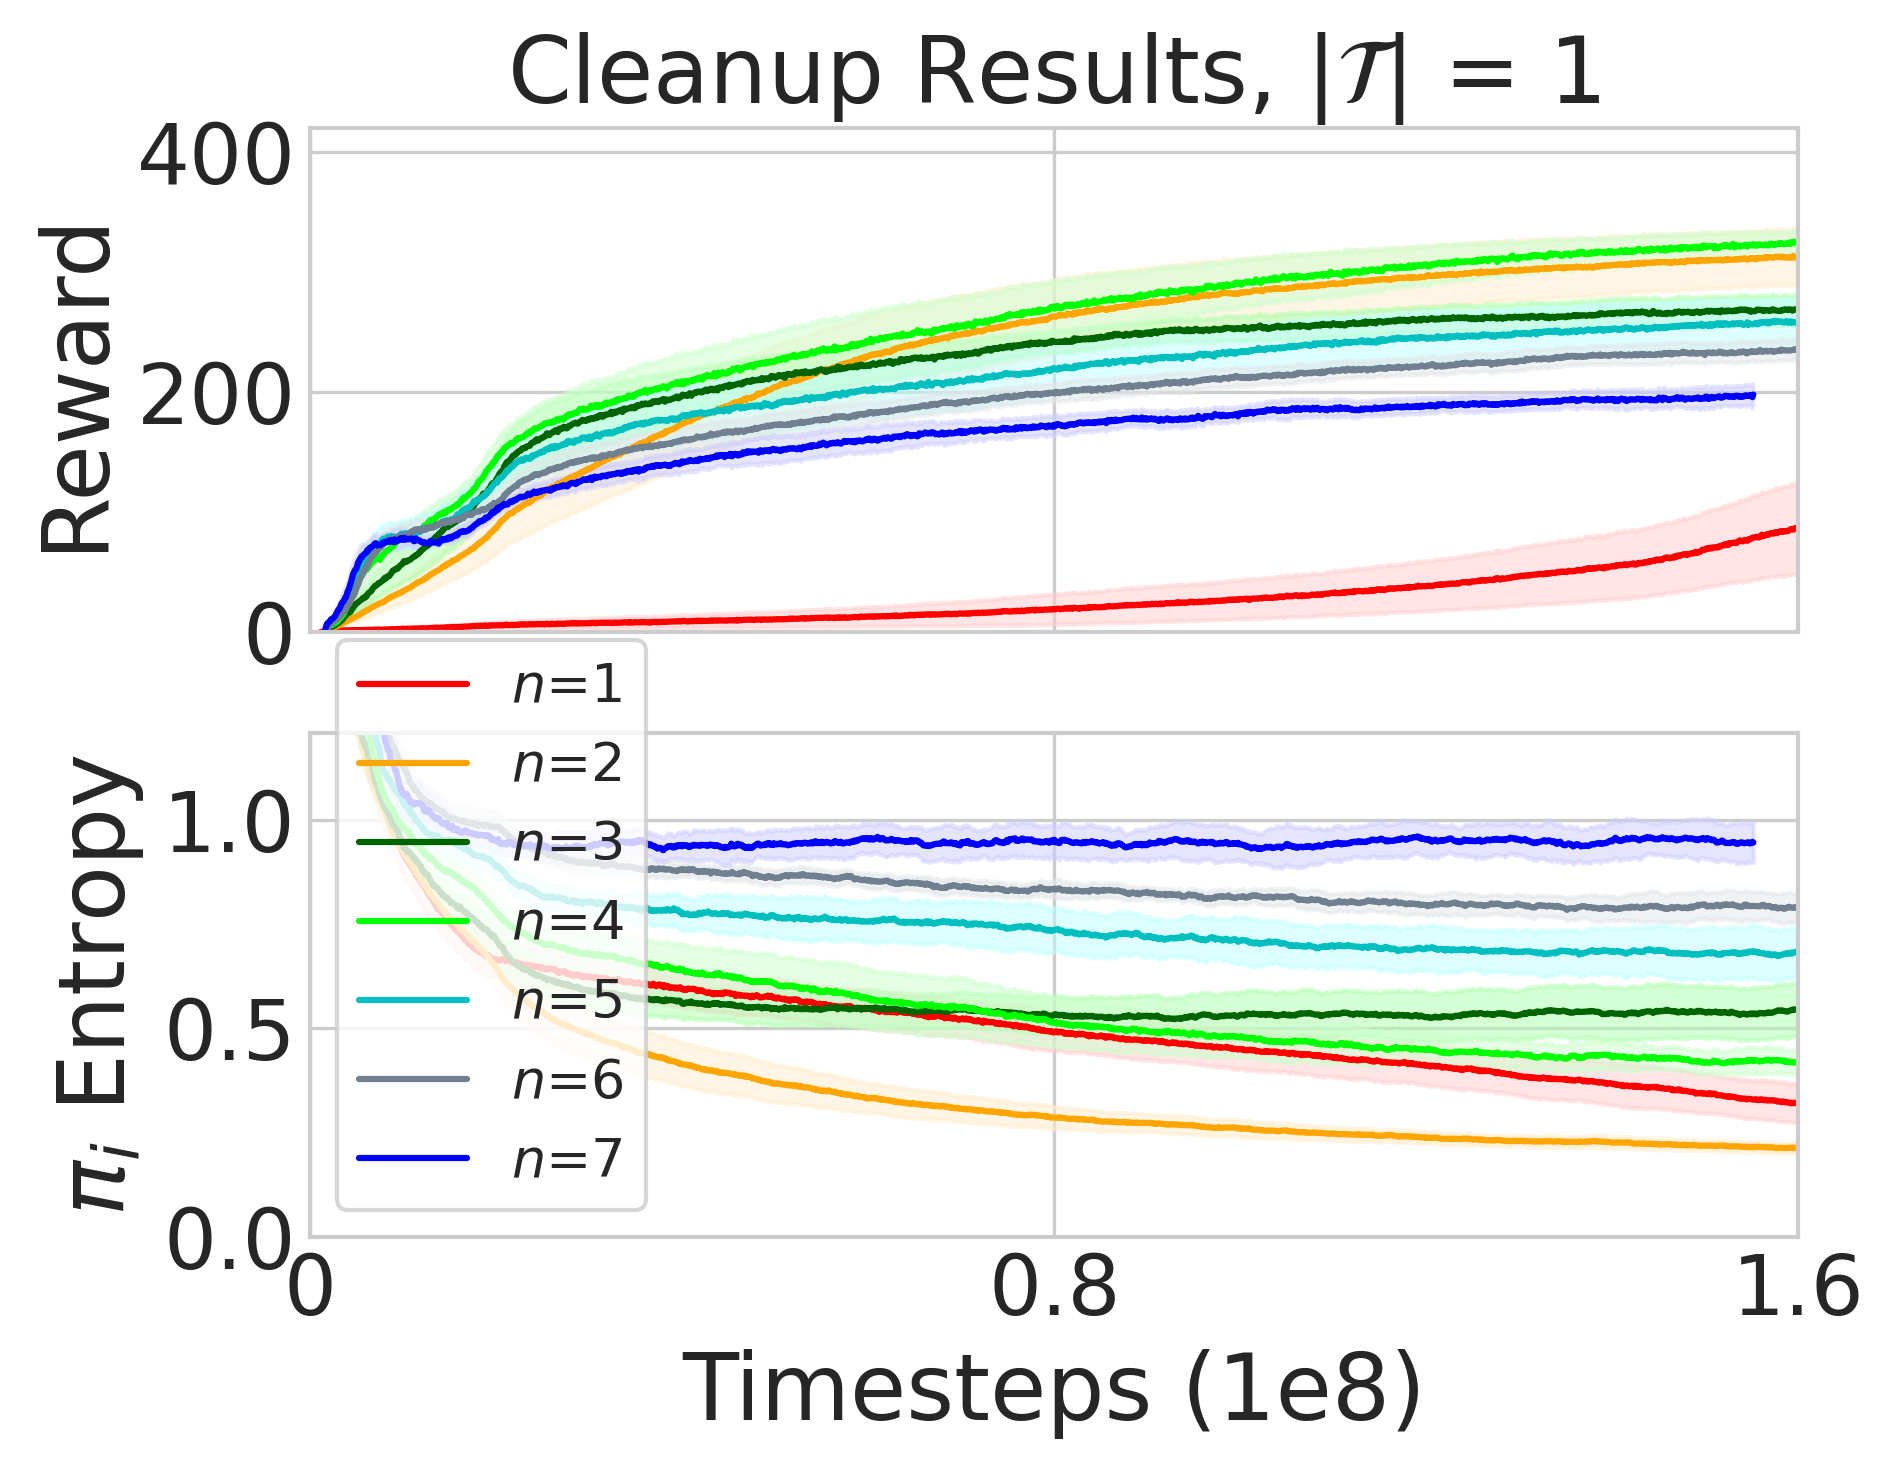 Cleanup Results, |𝒯| = 1
Reward
400
200
0
n=1
n=2
n=3
n=4
n=5
n=6
n=7
πᵢ Entropy
1.0
0.5
0.0
0 0.8 1.6
Timesteps (1e8)